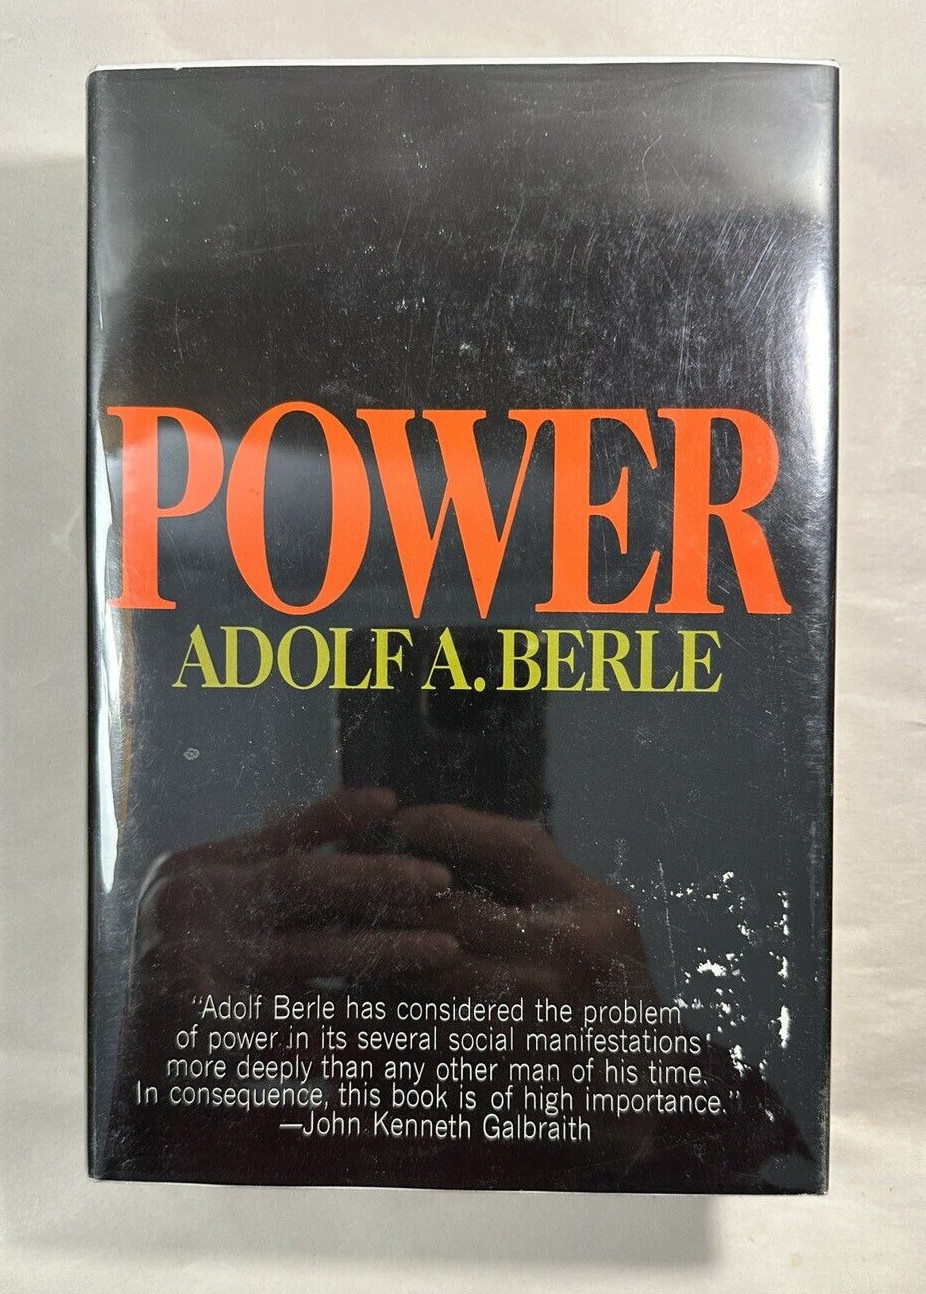 POWER
ADOLF A. BERLE
“Adolf Berle has considered the problem
of power in its several social manifestations
more deeply than any other man of his time.
In consequence, this book is of high importance.”
—John Kenneth Galbraith